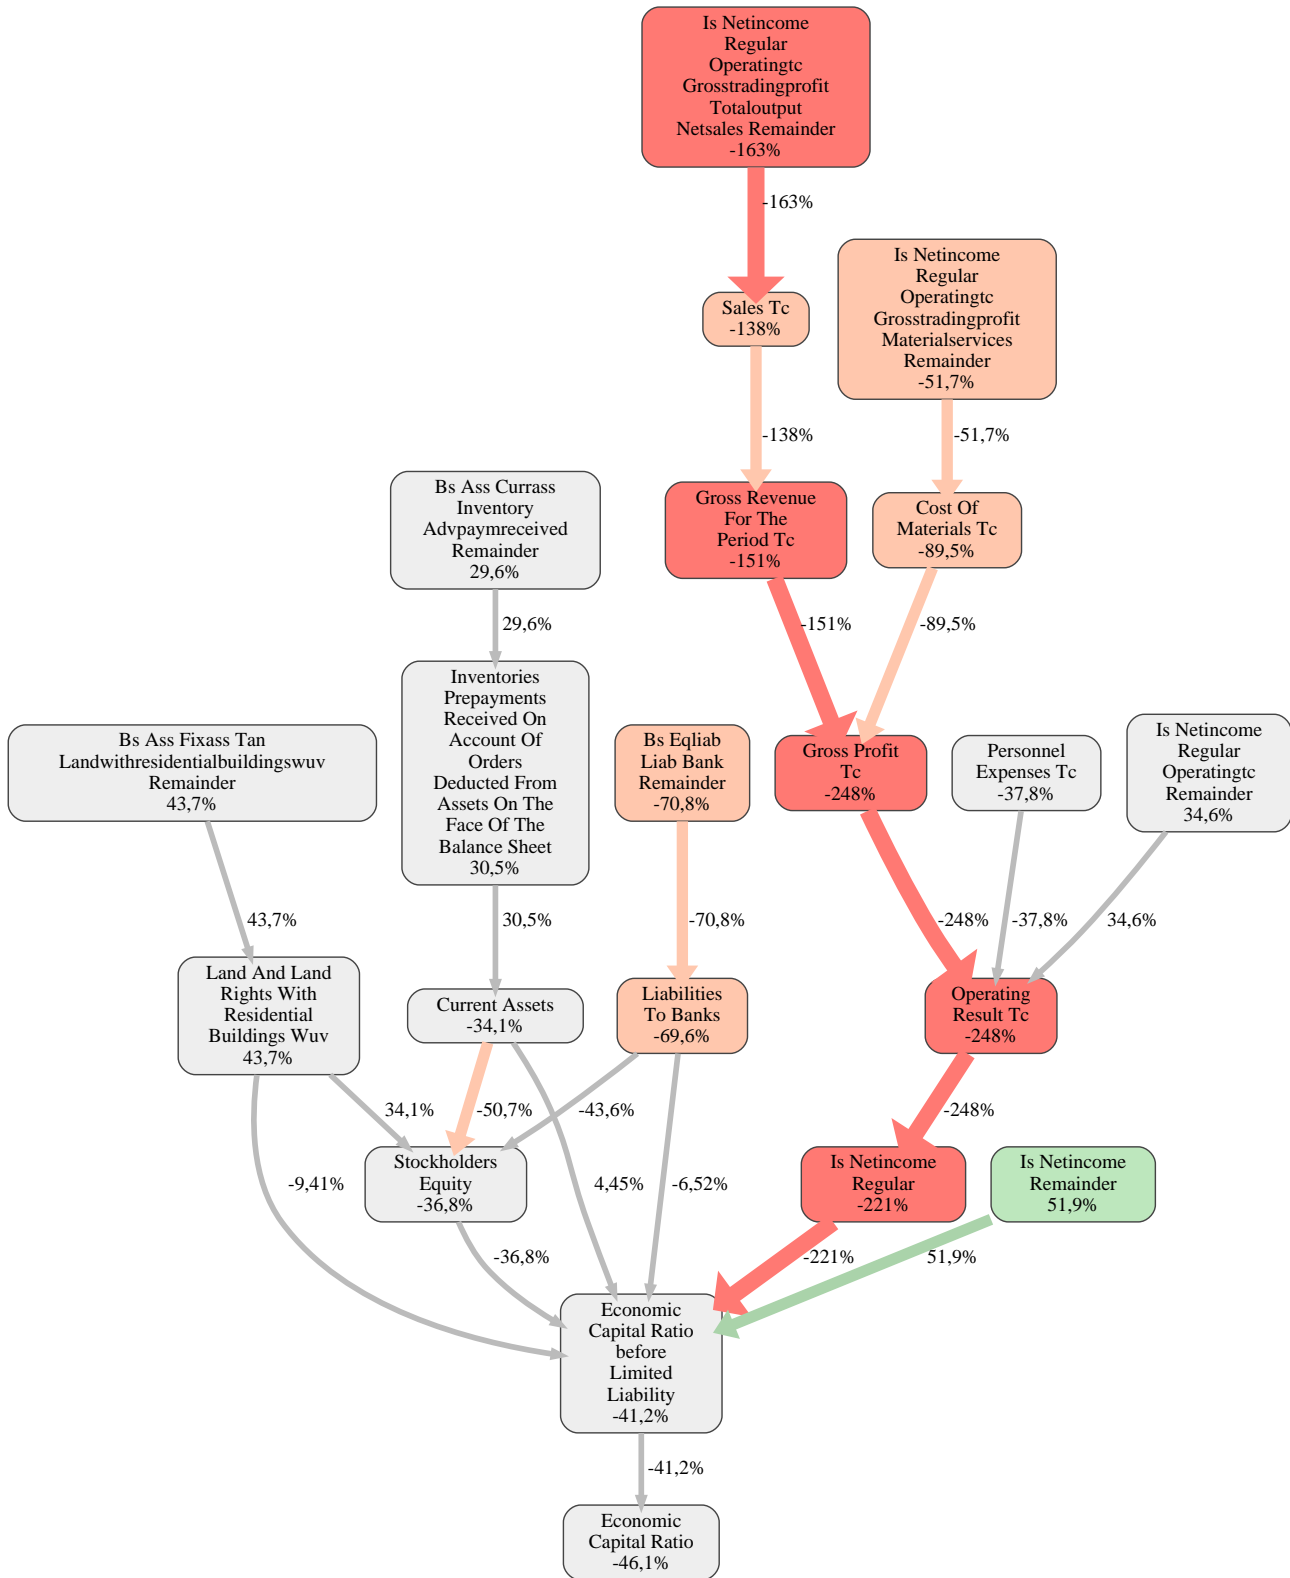 Is Netincome
Regular
Operatingtc
Grosstradingprofit
Totaloutput
Netsales Remainder
-163%
-163%
Is Netincome
Regular
Operatingtc
Grosstradingprofit
Materialservices
Remainder
-51,7%
Sales Tc
-138%
-138%
-51,7%
Bs Ass Currass
Inventory
Advpaymreceived
Remainder
29,6%
Gross Revenue
For The
Period Tc
-151%
Cost Of
Materials Tc
-89,5%
29,6%
-151%
-89,5%
Inventories
Prepayments
Received On
Account Of
Orders
Deducted From
Assets On The
Face Of The
Balance Sheet
30,5%
Bs Ass Fixass Tan
Landwithresidentialbuildingswuv
Remainder
43,7%
Bs Eqliab
Liab Bank
Remainder
-70,8%
Gross Profit
Tc
-248%
Personnel
Expenses Tc
-37,8%
Is Netincome
Regular
Operatingtc
Remainder
34,6%
43,7%
30,5%
-70,8%
-248%
-37,8%
34,6%
Land And Land
Rights With
Residential
Buildings Wuv
43,7%
Current Assets
-34,1%
Liabilities
To Banks
-69,6%
Operating
Result Tc
-248%
34,1%
-50,7%
-43,6%
-248%
Stockholders
Equity
-36,8%
Is Netincome
Regular
-221%
Is Netincome
Remainder
51,9%
-9,41%
4,45%
-6,52%
-36,8%
-221%
51,9%
Economic
Capital Ratio
before
Limited
Liability
-41,2%
-41,2%
Economic
Capital Ratio
-46,1%